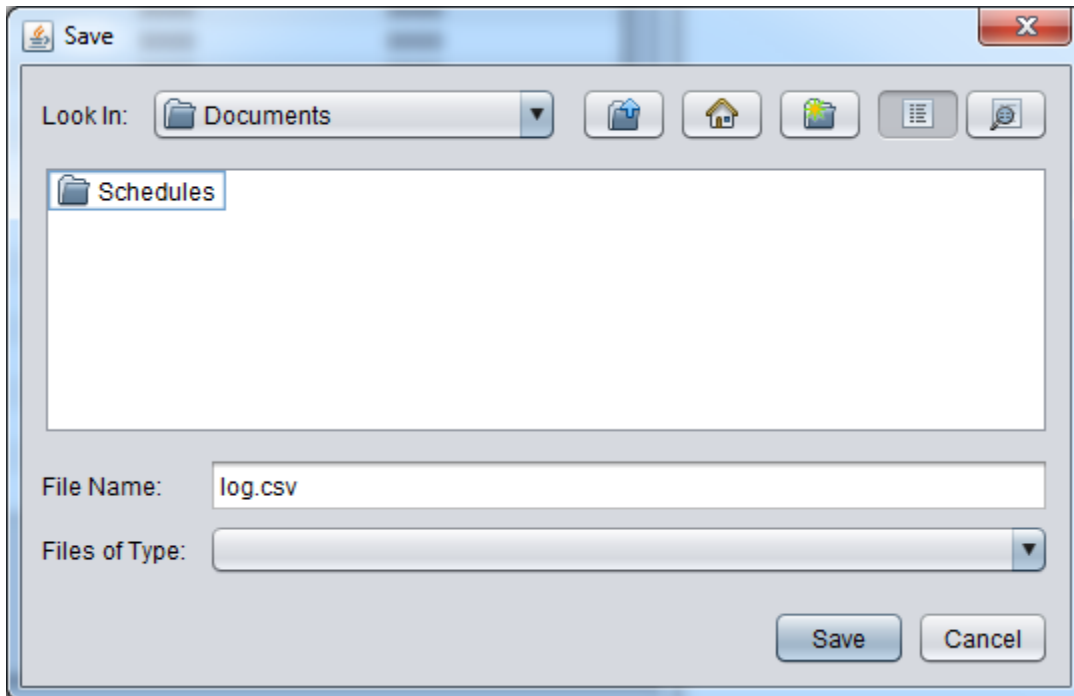 Save
Look In: Documents
Schedules
File Name: log.csv
Files of Type:
Save Cancel